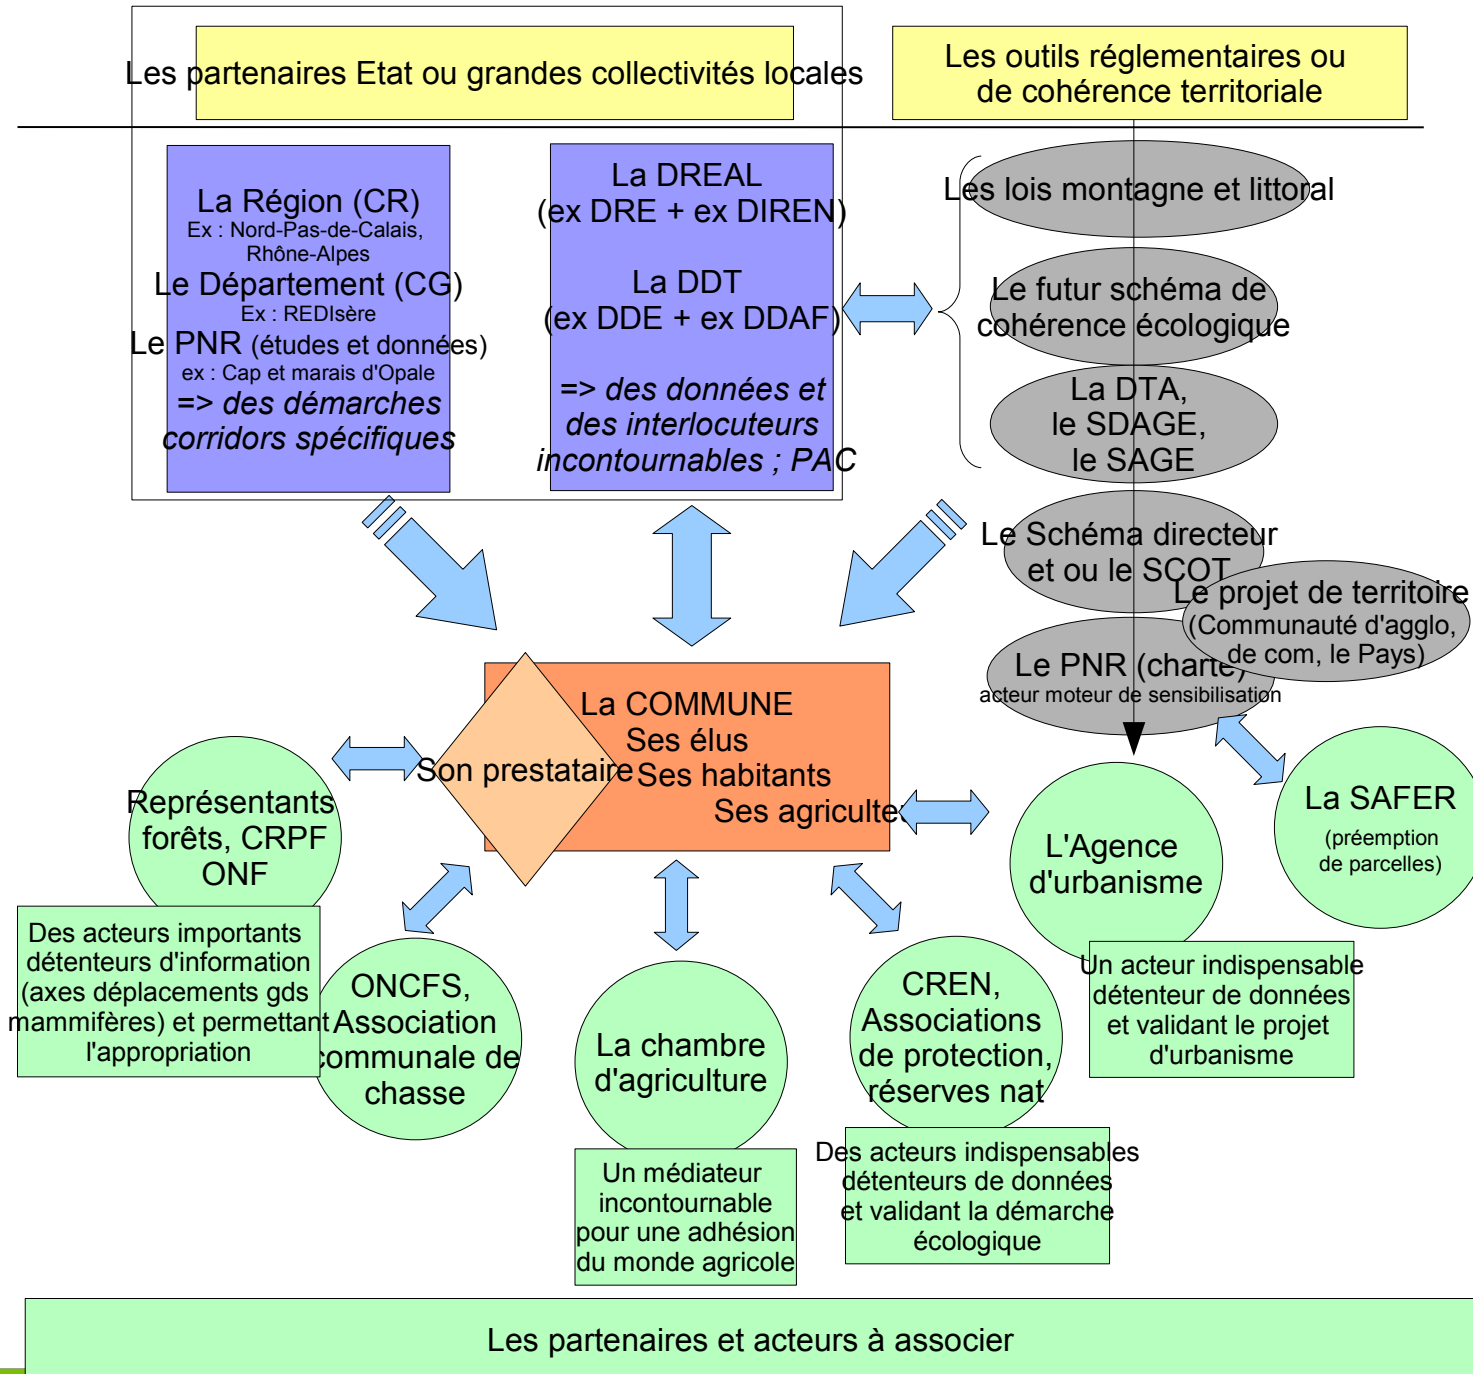 Les partenaires Etat ou grandes collectivités locales
Les outils réglementaires ou
de cohérence territoriale
La Région (CR)
Ex : Nord-Pas-de-Calais,
Rhône-Alpes
Le Département (CG)
Ex : REDIsère
Le PNR (études et données)
ex : Cap et marais d'Opale
=> des démarches
corridors spécifiques
La DREAL
(ex DRE + ex DIREN)
La DDT
(ex DDE + ex DDAF)
=> des données et
des interlocuteurs
incontournables ; PAC
Les lois montagne et littoral
Le futur schéma de
cohérence écologique
La DTA,
le SDAGE,
le SAGE
Le Schéma directeur
et ou le SCOT
Le projet de territoire
(Communauté d'agglo,
de com, le Pays)
Le PNR (charte)
acteur moteur de sensibilisation
La COMMUNE
Ses élus
Ses habitants
Ses agriculte
Son prestataire
Représentants
forêts, CRPF
ONF
Des acteurs importants
détenteurs d'information
(axes déplacements gds
mammifères) et permettant
l'appropriation
ONCFS,
Association
communale de
chasse
La chambre
d'agriculture
Un médiateur
incontournable
pour une adhésion
du monde agricole
CREN,
Associations
de protection,
réserves nat
Des acteurs indispensables
détenteurs de données
et validant la démarche
écologique
L'Agence
d'urbanisme
Un acteur indispensable
détenteur de données
et validant le projet
d'urbanisme
La SAFER
(préemption
de parcelles)
Les partenaires et acteurs à associer